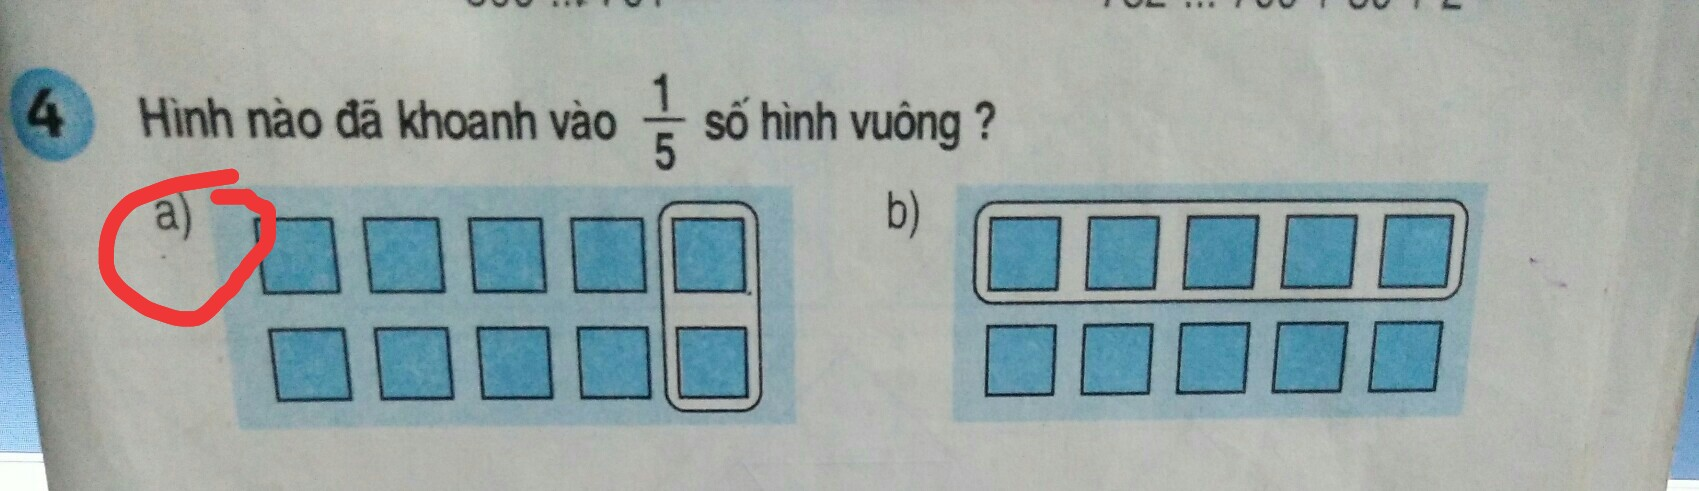 4 Hình nào đã khoanh vào 1/5 số hình vuông ?
a) b)